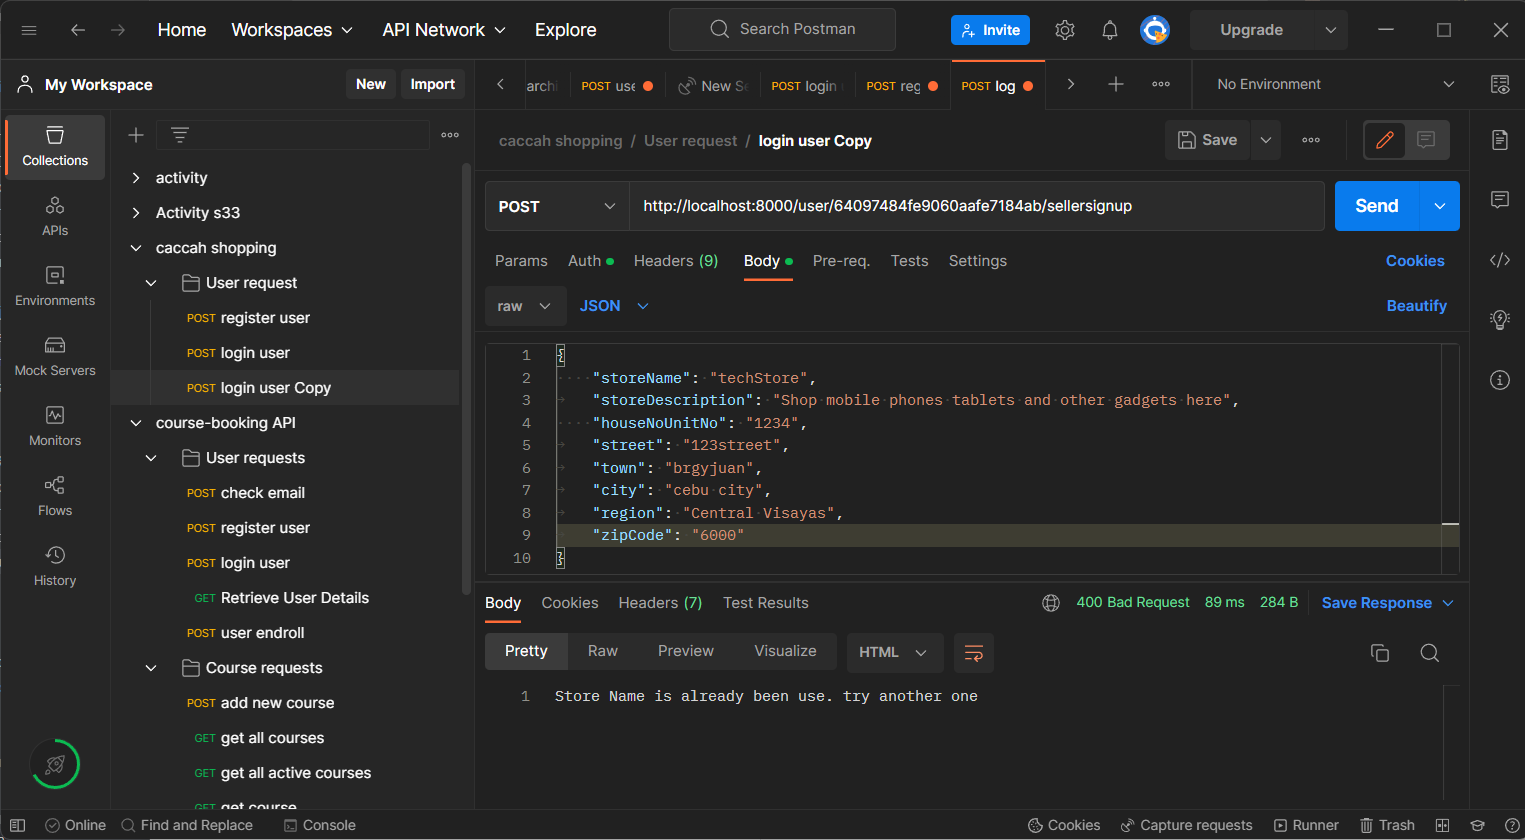 Home Workspaces API Network Explore Search Postman Invite Upgrade
My Workspace New Import
archi POST use New Se POST login POST reg POST log No Environment
Collections
APIs
Environments
Mock Servers
Monitors
Flows
History
activity
Activity s33
caccah shopping
User request
POST register user
POST login user
POST login user Copy
course-booking API
User requests
POST check email
POST register user
POST login user
GET Retrieve User Details
POST user endroll
Course requests
POST add new course
GET get all courses
GET get all active courses
GET get course
caccah shopping / User request / login user Copy Save
POST http://localhost:8000/user/64097484fe9060aafe7184ab/sellersignup Send
Params Auth Headers (9) Body Pre-req. Tests Settings Cookies
raw JSON Beautify
1 {
2 "storeName": "techStore",
3 "storeDescription": "Shop mobile phones tablets and other gadgets here",
4 "houseNoUnitNo": "1234",
5 "street": "123street",
6 "town": "brgyjuan",
7 "city": "cebu city",
8 "region": "Central Visayas",
9 "zipCode": "6000"
10 }
Body Cookies Headers (7) Test Results 400 Bad Request 89 ms 284 B Save Response
Pretty Raw Preview Visualize HTML
1 Store Name is already been use. try another one
Online Find and Replace Console Cookies Capture requests Runner Trash